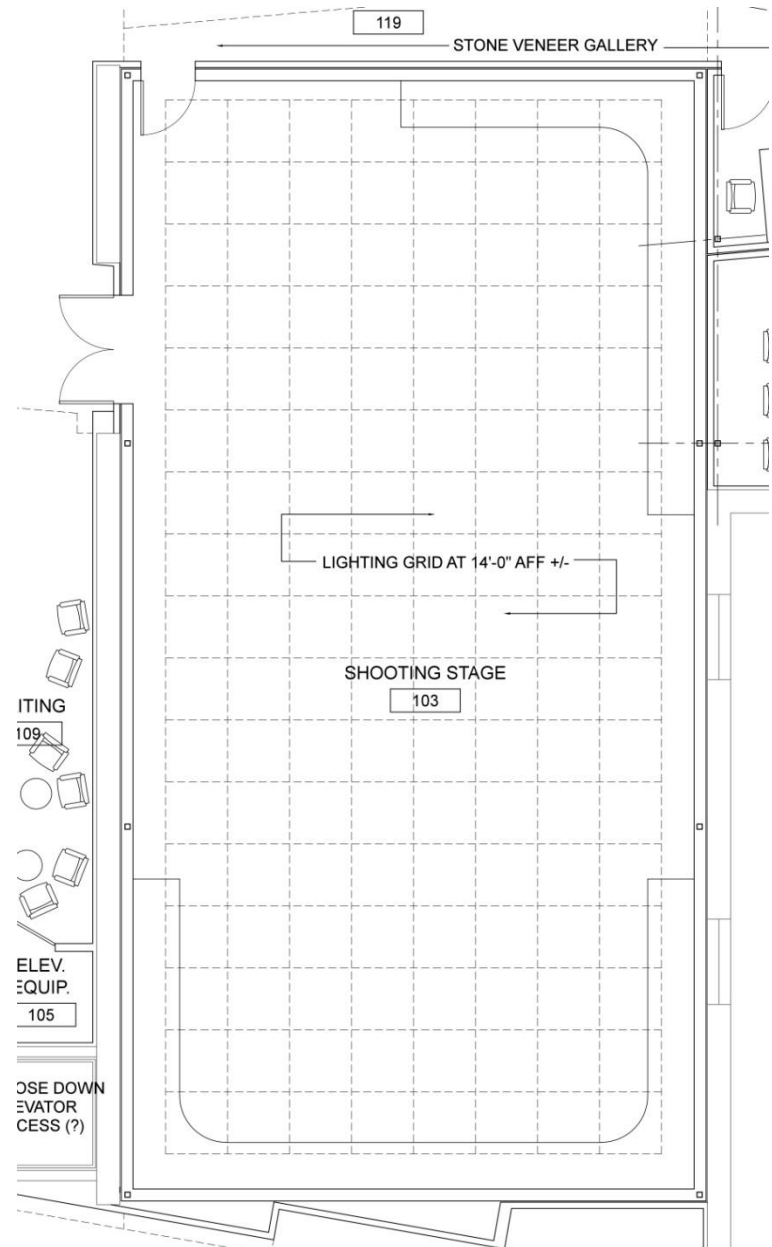 119
STONE VENEER GALLERY
LIGHTING GRID AT 14'-0" AFF +/-
SHOOTING STAGE
103
ITING
109
ELEV.
EQUIP.
105
OSE DOWN
EVATOR
CESS (?)